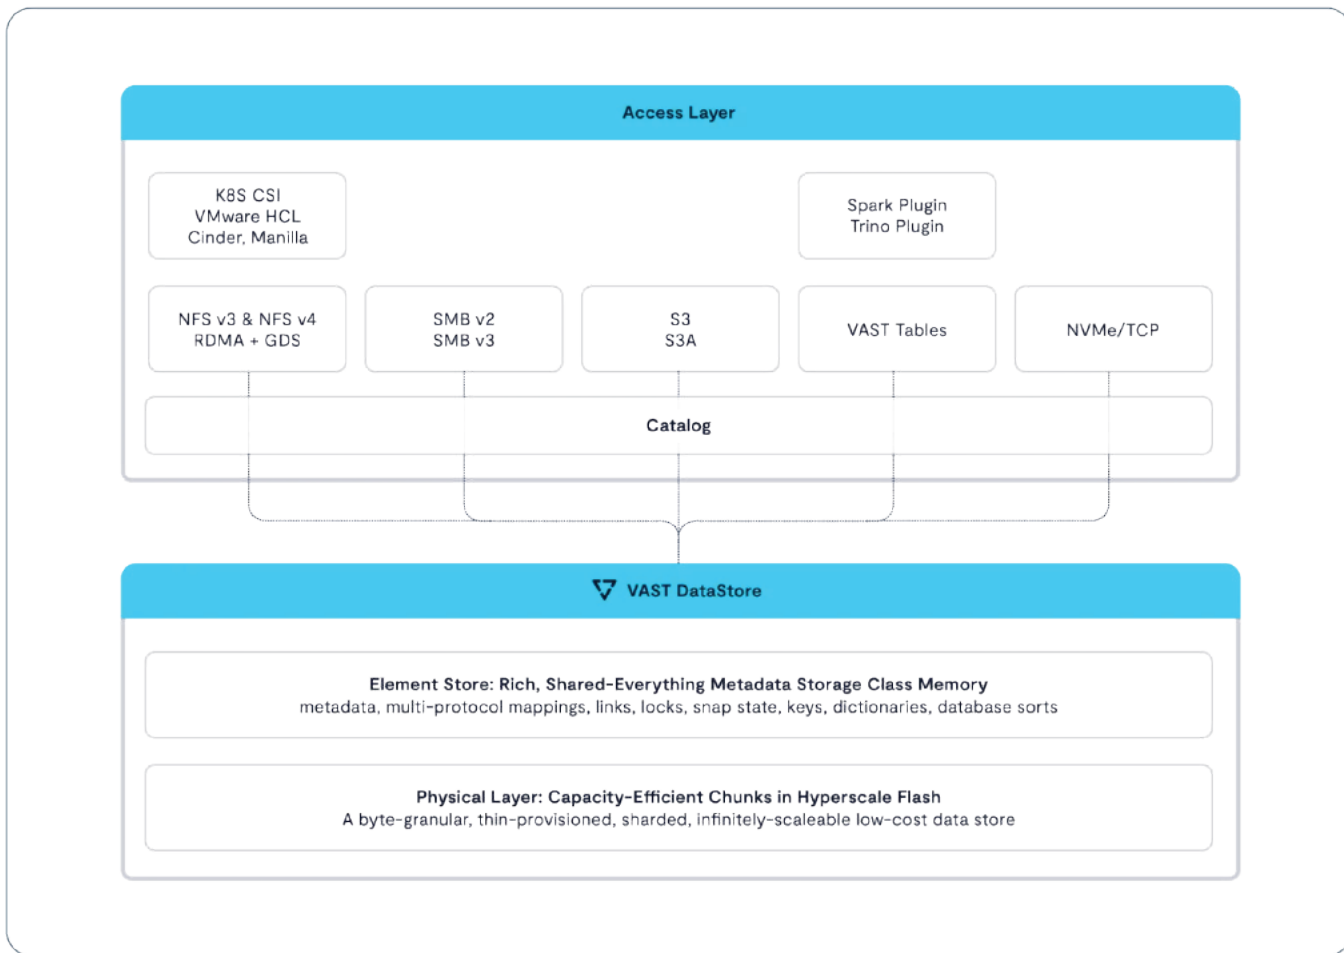 Access Layer
K8S CSI
VMware HCL
Cinder, Manilla
Spark Plugin
Trino Plugin
NFS v3 & NFS v4
RDMA + GDS
SMB v2
SMB v3
S3
S3A
VAST Tables
NVMe/TCP
Catalog
VAST DataStore
Element Store: Rich, Shared-Everything Metadata Storage Class Memory
metadata, multi-protocol mappings, links, locks, snap state, keys, dictionaries, database sorts
Physical Layer: Capacity-Efficient Chunks in Hyperscale Flash
A byte-granular, thin-provisioned, sharded, infinitely-scaleable low-cost data store